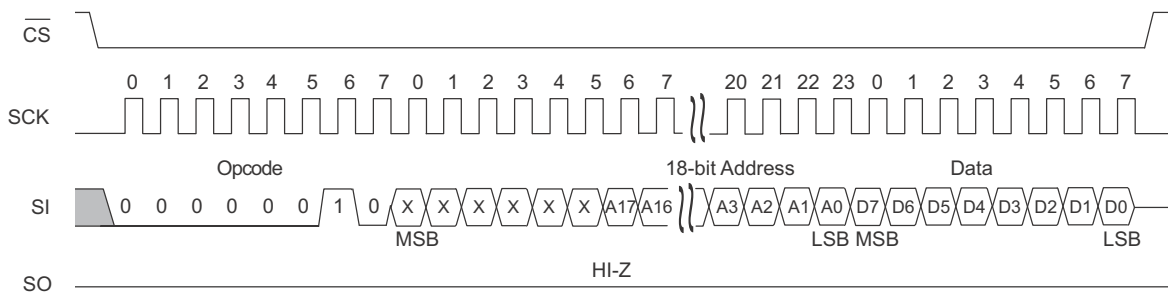 CS
0 1 2 3 4 5 6 7 0 1 2 3 4 5 6 7 20 21 22 23 0 1 2 3 4 5 6 7
SCK
Opcode 18-bit Address Data
SI 0 0 0 0 0 0 1 0 X X X X X X A17 A16 A3 A2 A1 A0 D7 D6 D5 D4 D3 D2 D1 D0
MSB LSB MSB LSB
HI-Z
SO